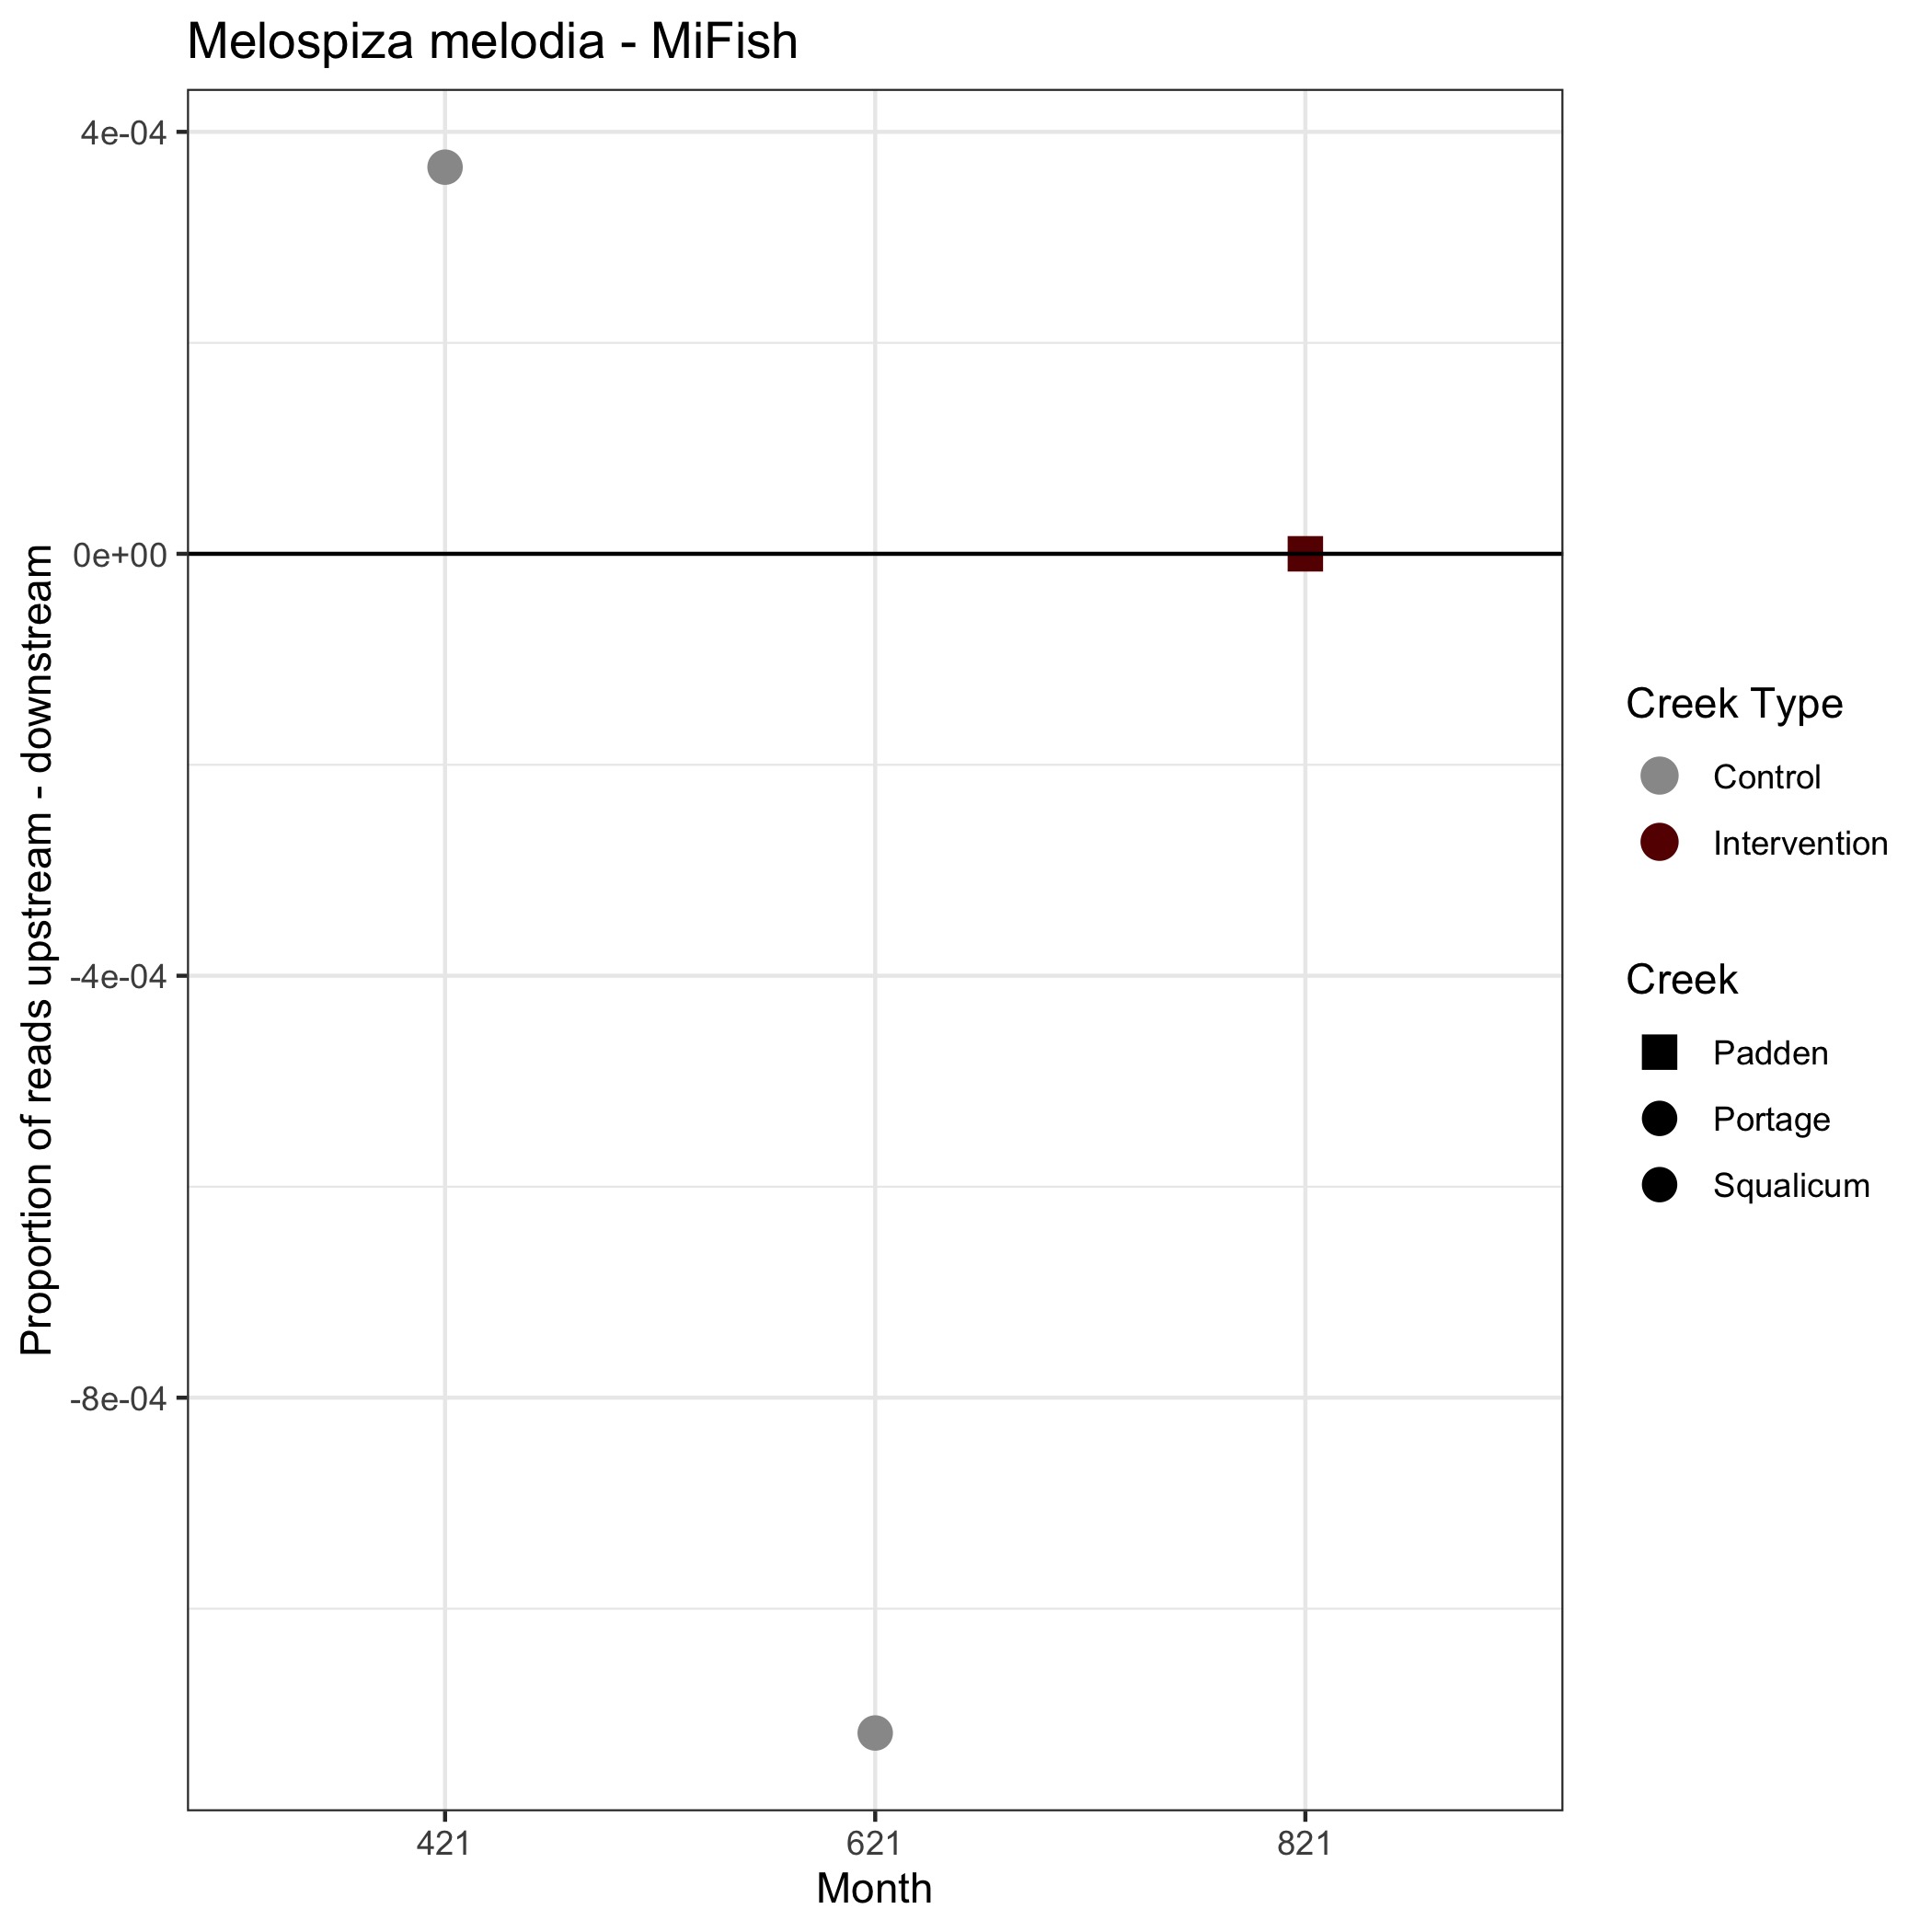 Melospiza melodia - MiFish
Proportion of reads upstream - downstream
4e-04
0e+00
-4e-04
-8e-04
421
621
821
Month
Creek Type
Control
Intervention
Creek
Padden
Portage
Squalicum